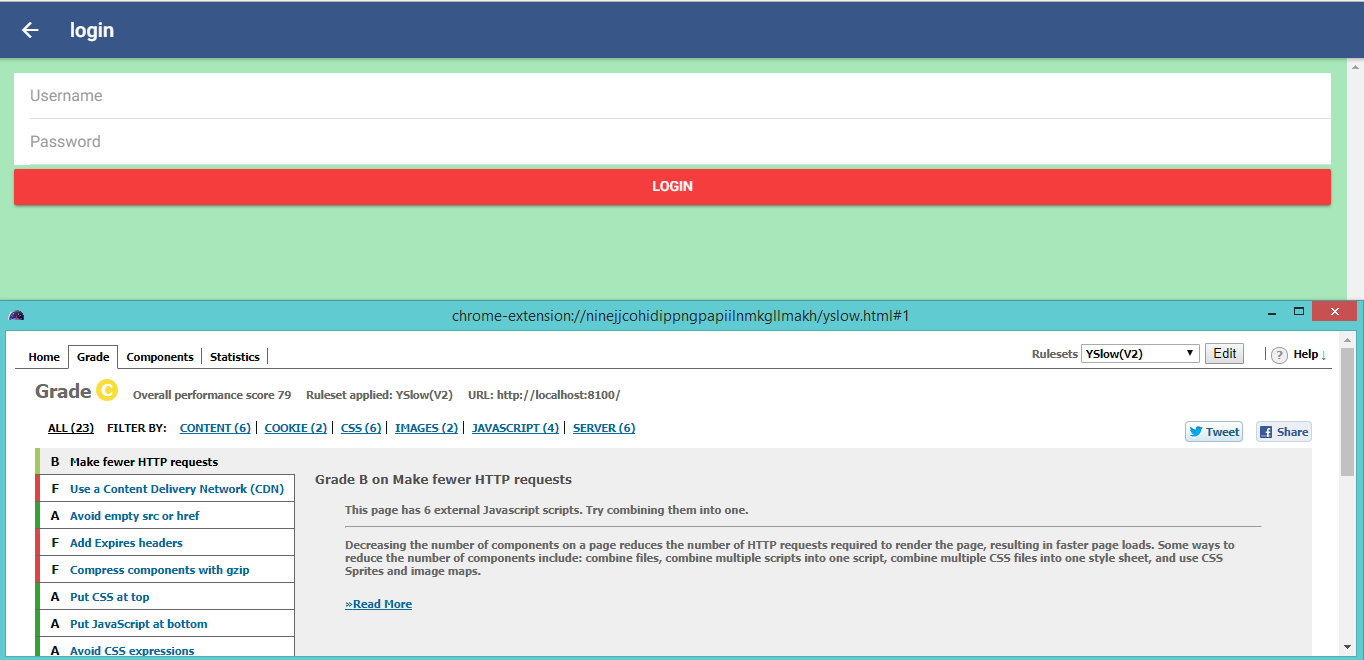 login
Username
Password
LOGIN
chrome-extension://ninejjcohidippngpapiilnmkgllmakh/yslow.html#1
Home Grade Components Statistics Rulesets YSlow(V2) Edit ? Help ↓
Grade C Overall performance score 79 Ruleset applied: YSlow(V2) URL: http://localhost:8100/
ALL (23) FILTER BY: CONTENT (6) COOKIE (2) CSS (6) IMAGES (2) JAVASCRIPT (4) SERVER (6) Tweet Share
B Make fewer HTTP requests
F Use a Content Delivery Network (CDN)
A Avoid empty src or href
F Add Expires headers
F Compress components with gzip
A Put CSS at top
A Put JavaScript at bottom
A Avoid CSS expressions
Grade B on Make fewer HTTP requests
This page has 6 external Javascript scripts. Try combining them into one.
Decreasing the number of components on a page reduces the number of HTTP requests required to render the page, resulting in faster page loads. Some ways to
reduce the number of components include: combine files, combine multiple scripts into one script, combine multiple CSS files into one style sheet, and use CSS
Sprites and image maps.
»Read More